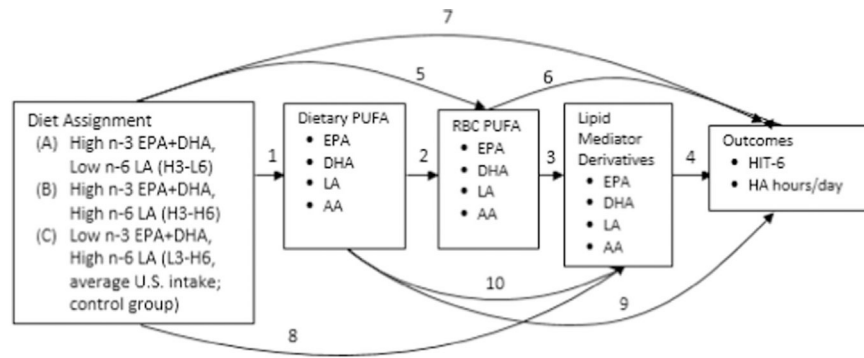 7
5
6
Diet Assignment
(A) High n-3 EPA+DHA,
Low n-6 LA (H3-L6)
(B) High n-3 EPA+DHA,
High n-6 LA (H3-H6)
(C) Low n-3 EPA+DHA,
High n-6 LA (L3-H6,
average U.S. intake;
control group)
1
Dietary PUFA
• EPA
• DHA
• LA
• AA
2
RBC PUFA
• EPA
• DHA
• LA
• AA
3
Lipid
Mediator
Derivatives
• EPA
• DHA
• LA
• AA
4
Outcomes
• HIT-6
• HA hours/day
10
9
8